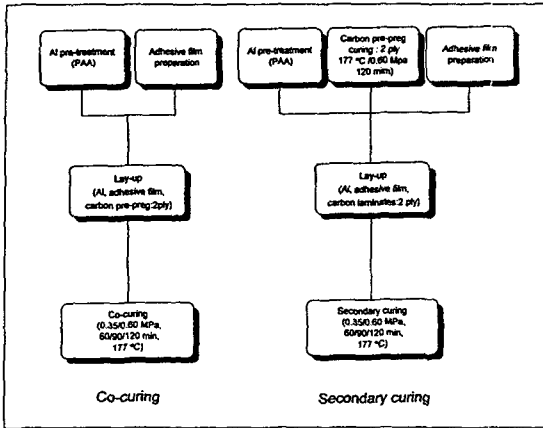 Al pre-treatment
(PAA)
Adhesive film
preparation
Lay-up
(Al, adhesive film,
carbon pre-preg:2ply)
Co-curing
(0.35/0.60 MPa,
60/90/120 min,
177 °C)
Co-curing
Al pre-treatment
(PAA)
Carbon pre-preg
curing : 2 ply
177 °C /0.60 Mpa
120 mim)
Adhesive film
preparation
Lay-up
(Al, adhesive film,
carbon laminates:2 ply)
Secondary curing
(0.35/0.60 MPa,
60/90/120 min,
177 °C)
Secondary curing